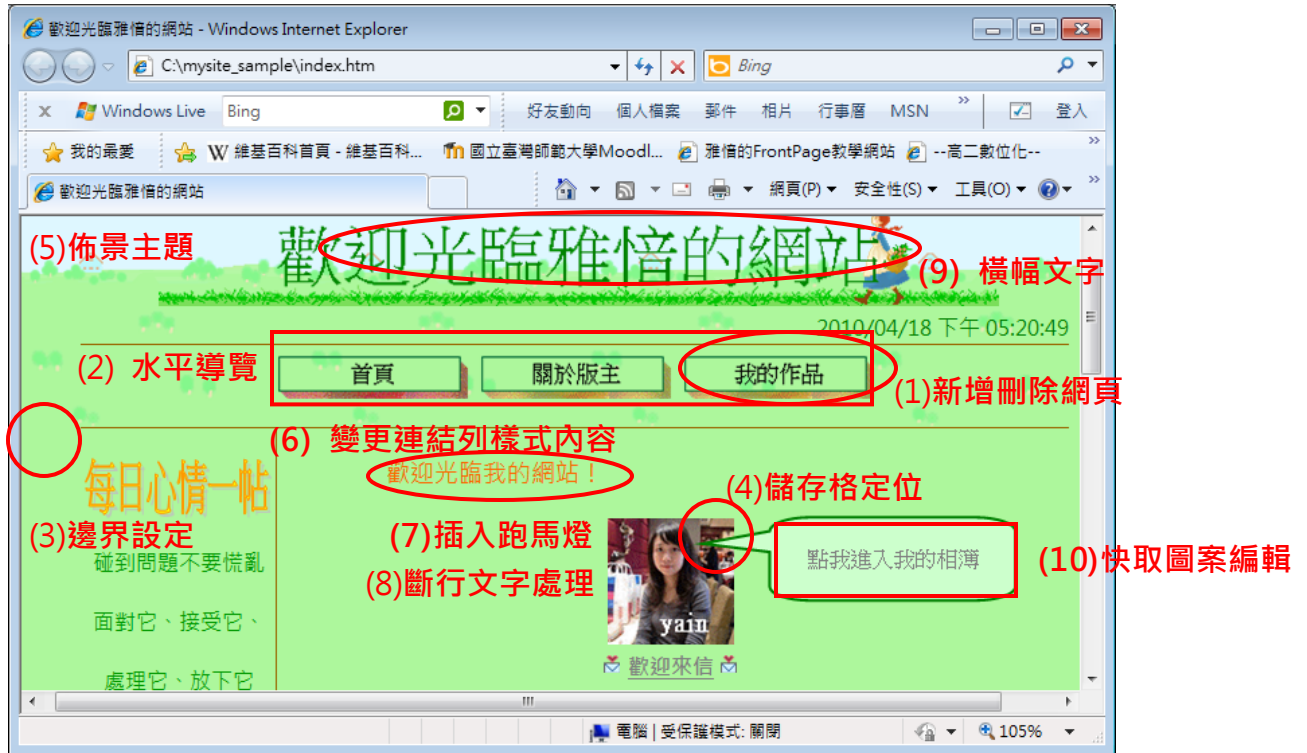 歡迎光臨雅愔的網站 - Windows Internet Explorer
C:\mysite_sample\index.htm
Bing
x Windows Live Bing 好友動向 個人檔案 郵件 相片 行事曆 MSN » 登入
我的最愛 W 維基百科首頁 - 維基百科... 國立臺灣師範大學Moodl... 雅愔的FrontPage教學網站 --高二數位化-- »
歡迎光臨雅愔的網站 網頁(P) 安全性(S) 工具(O) »
(5)佈景主題
歡迎光臨雅愔的網站
(9) 橫幅文字
2010/04/18 下午 05:20:49
(2) 水平導覽
首頁 關於版主 我的作品
(1)新增刪除網頁
(6) 變更連結列樣式內容
每日心情一帖
歡迎光臨我的網站！
(4)儲存格定位
(3)邊界設定
(7)插入跑馬燈
(8)斷行文字處理
點我進入我的相簿
(10)快取圖案編輯
碰到問題不要慌亂
面對它、接受它、
處理它、放下它
yain
歡迎來信
電腦 | 受保護模式: 關閉 105%